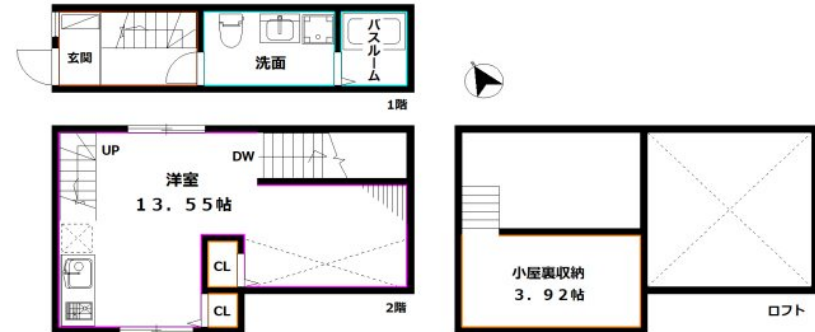 玄関
洗面
バスルーム
1階
UP
DW
洋室
13.55帖
CL
CL
2階
小屋裏収納
3.92帖
ロフト